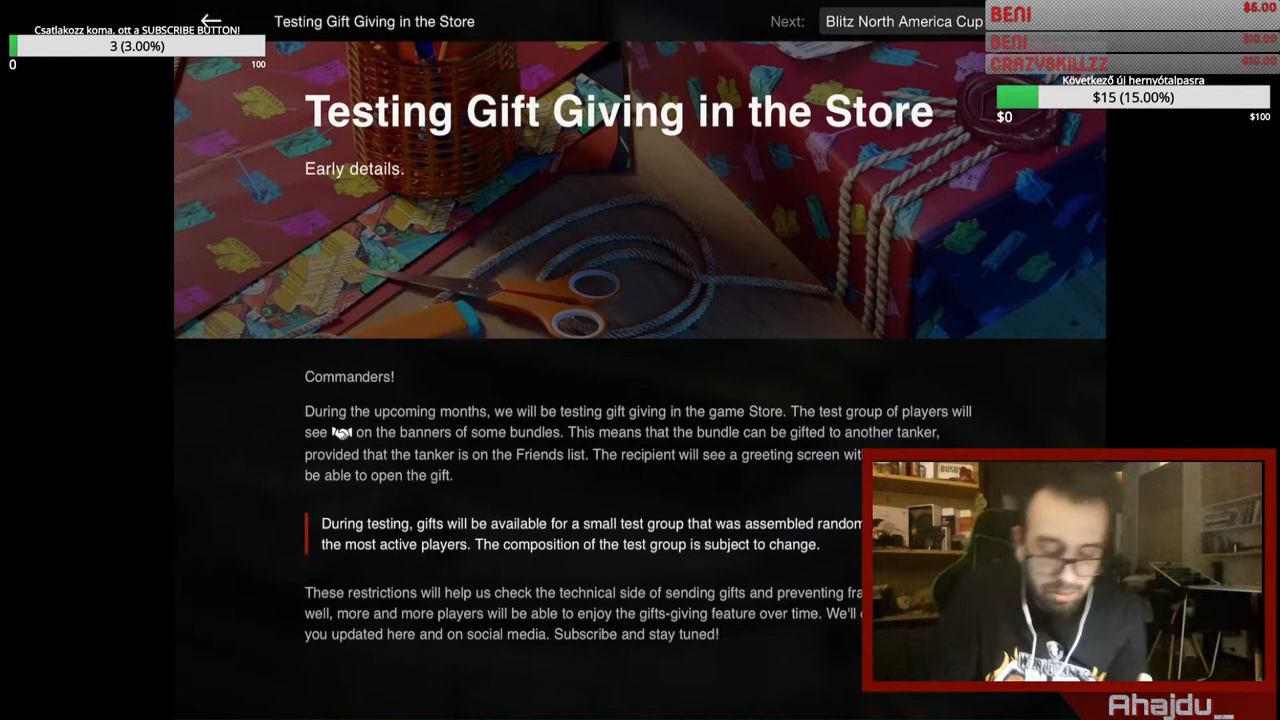 Testing Gift Giving in the Store
Next:
Blitz North America Cup
BENI
$5.00
BENI
$10.00
CRAZYSKILLZZ
$10.00
Csatlakozz koma, ott a SUBSCRIBE BUTTON!
3 (3.00%)
0
100
Következő új hernyótalpasra
$15 (15.00%)
$0
$100
Testing Gift Giving in the Store
Early details.
Commanders!
During the upcoming months, we will be testing gift giving in the game Store. The test group of players will
see on the banners of some bundles. This means that the bundle can be gifted to another tanker,
provided that the tanker is on the Friends list. The recipient will see a greeting screen
be able to open the gift.
During testing, gifts will be available for a small test group that was assembled
the most active players. The composition of the test group is subject to change.
These restrictions will help us check the technical side of sending gifts and preventing
well, more and more players will be able to enjoy the gifts-giving feature over time. We'll
you updated here and on social media. Subscribe and stay tuned!
BUSBY
Ahajdu_